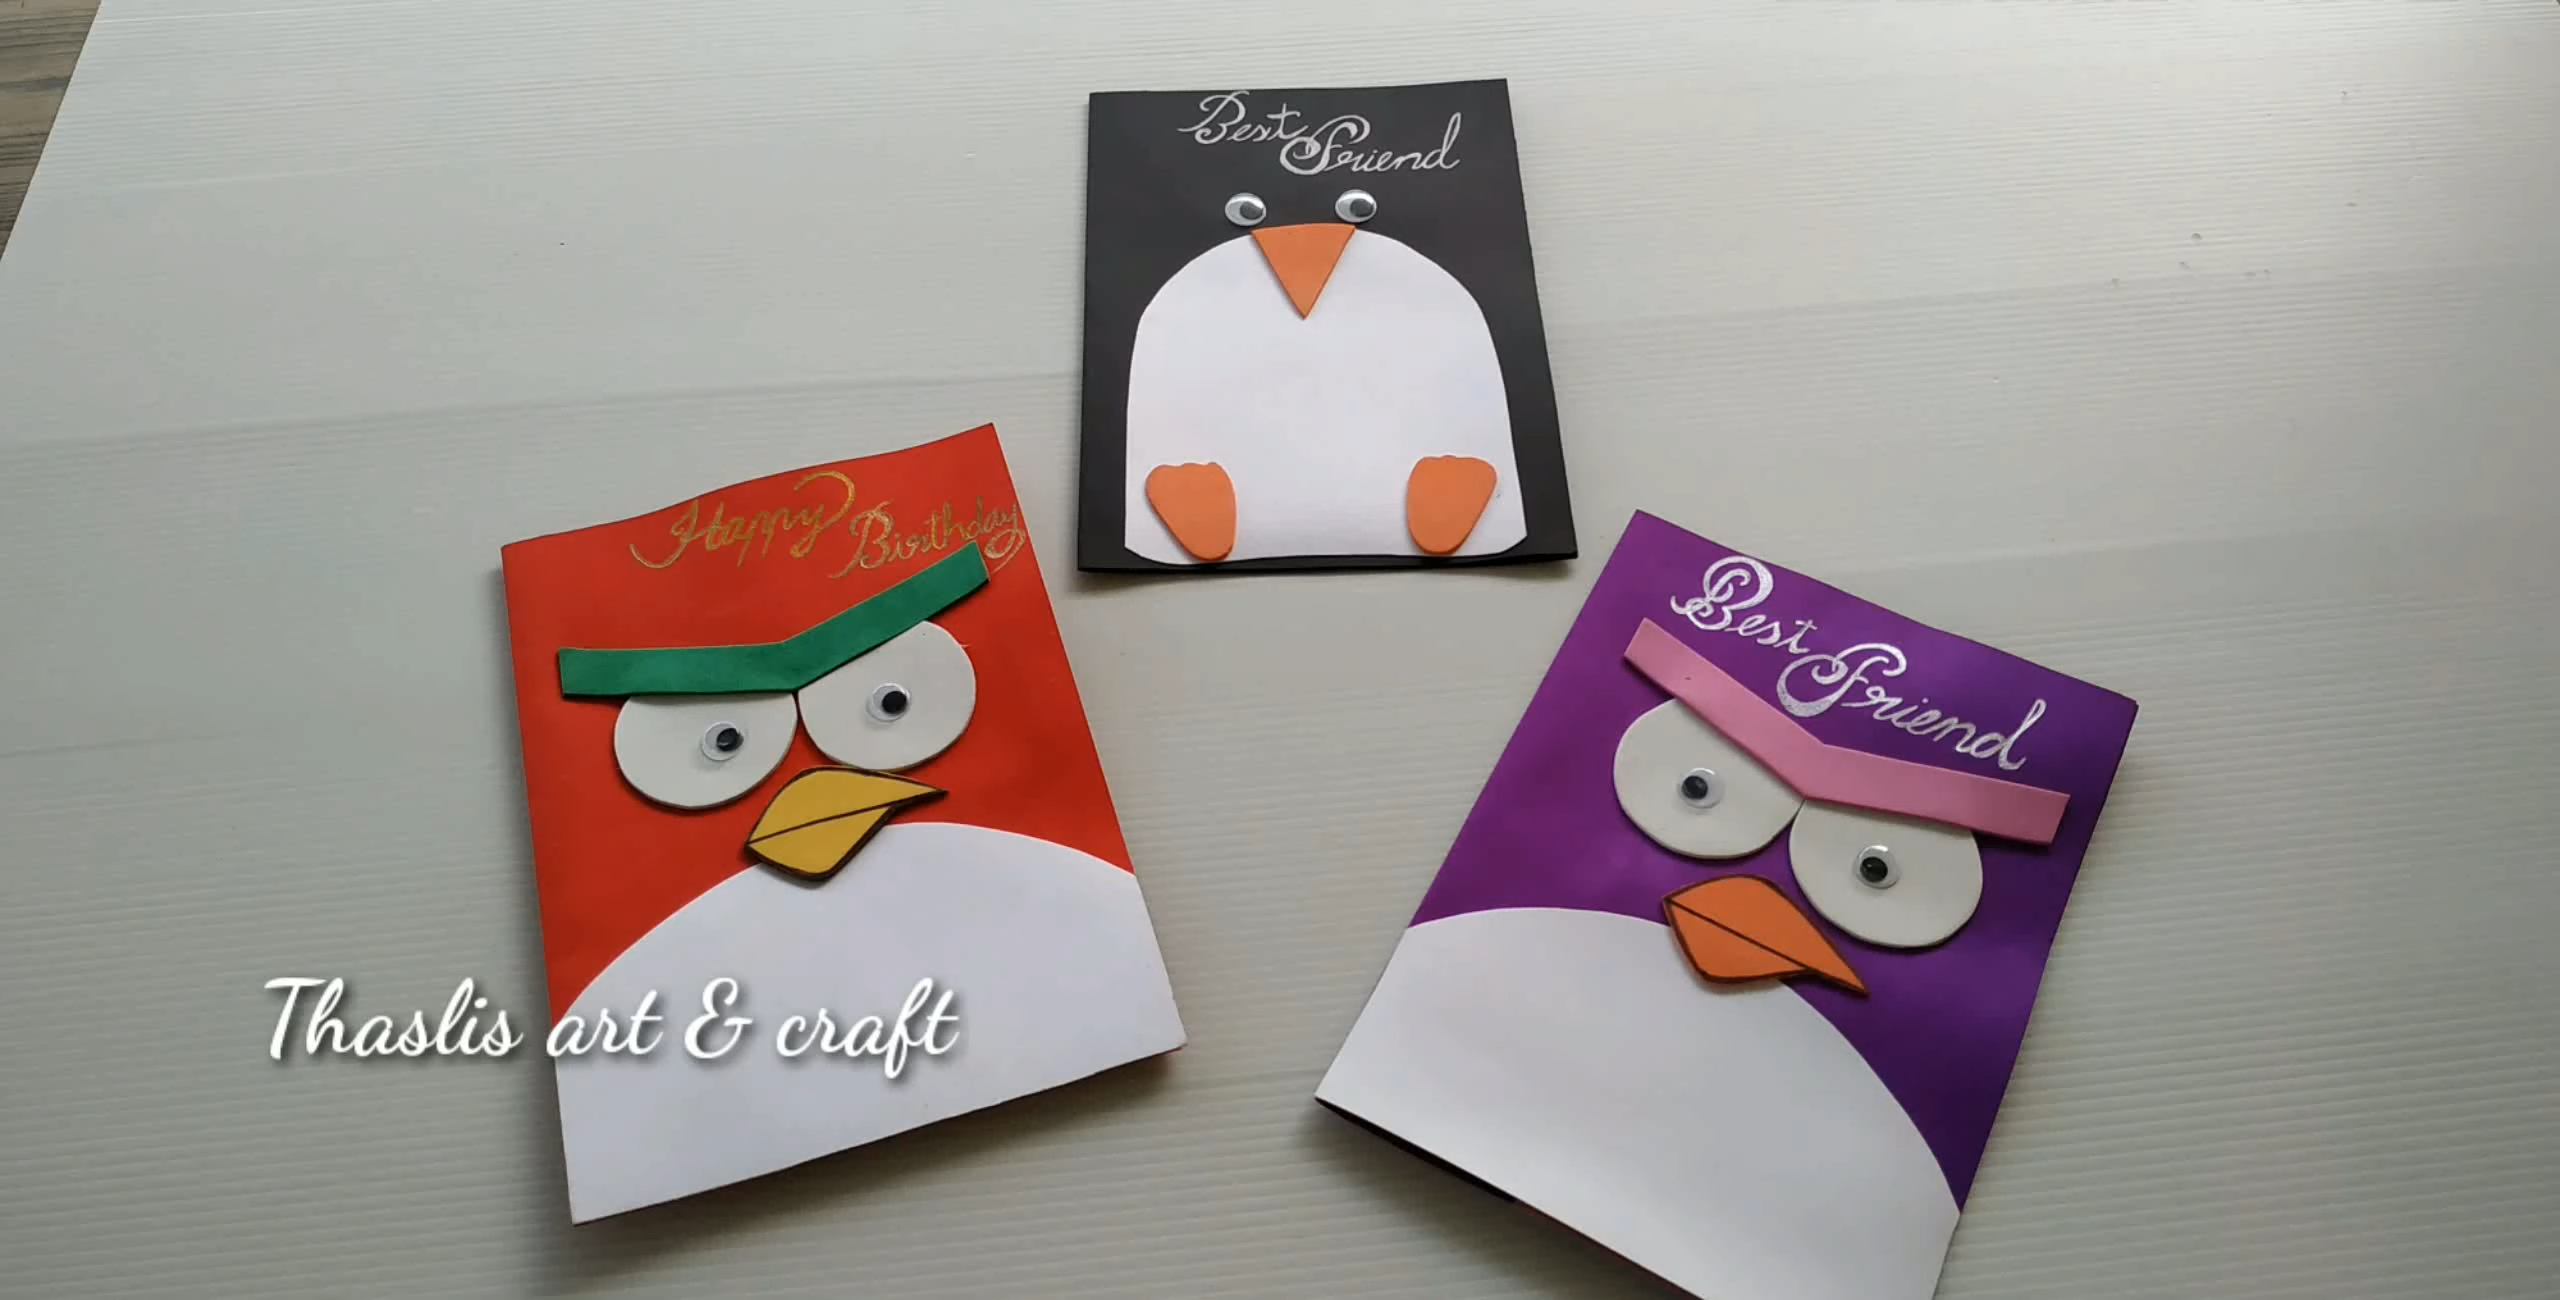 Best
Friend
Happy Birthday
Best
Friend
Thaslis art & craft